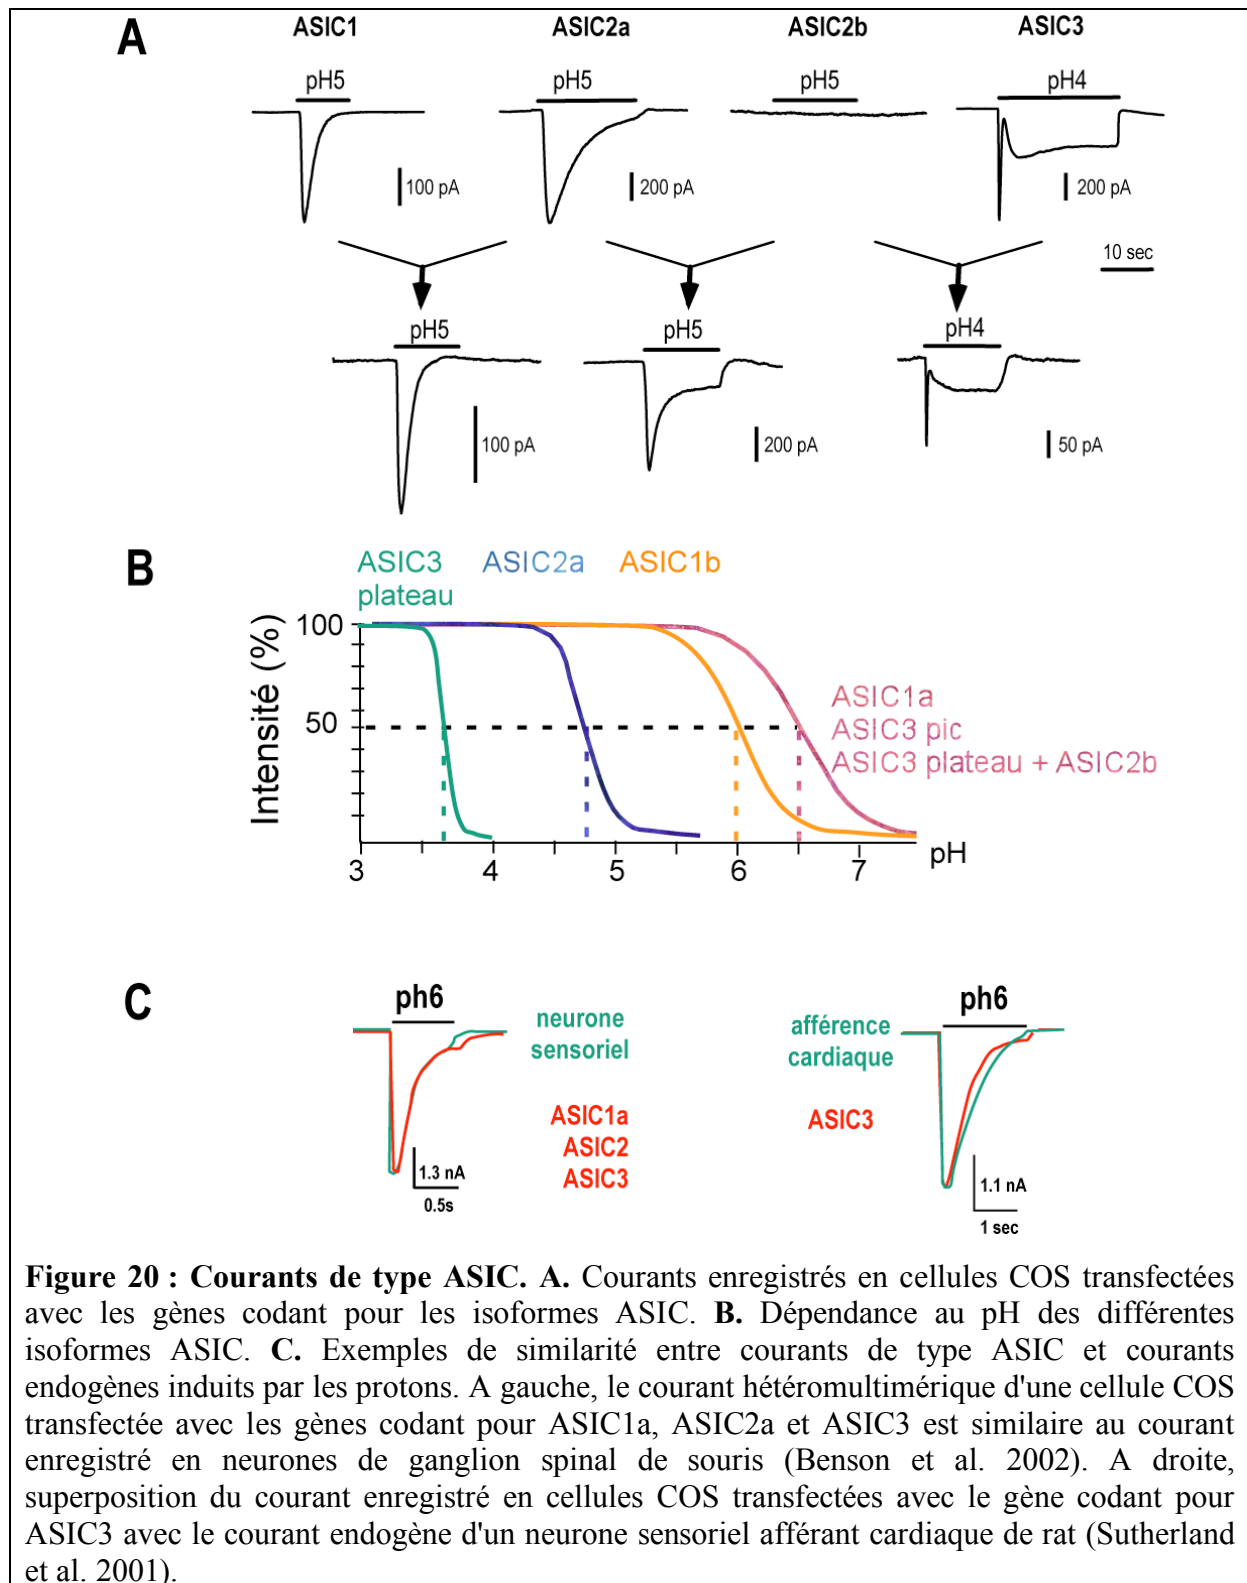 A
ASIC1 ASIC2a ASIC2b ASIC3
pH5 pH5 pH5 pH4
100 pA 200 pA 200 pA
10 sec
pH5 pH5 pH4
100 pA 200 pA 50 pA
B
ASIC3 ASIC2a ASIC1b
plateau
Intensité (%)
100
50
ASIC1a
ASIC3 pic
ASIC3 plateau + ASIC2b
3 4 5 6 7 pH
C
ph6
neurone
sensoriel
ASIC1a
ASIC2
ASIC3
1.3 nA
0.5s
ph6
afférence
cardiaque
ASIC3
1.1 nA
1 sec
Figure 20 : Courants de type ASIC. A. Courants enregistrés en cellules COS transfectées
avec les gènes codant pour les isoformes ASIC. B. Dépendance au pH des différentes
isoformes ASIC. C. Exemples de similarité entre courants de type ASIC et courants
endogènes induits par les protons. A gauche, le courant hétéromultimérique d'une cellule COS
transfectée avec les gènes codant pour ASIC1a, ASIC2a et ASIC3 est similaire au courant
enregistré en neurones de ganglion spinal de souris (Benson et al. 2002). A droite,
superposition du courant enregistré en cellules COS transfectées avec le gène codant pour
ASIC3 avec le courant endogène d'un neurone sensoriel afférant cardiaque de rat (Sutherland
et al. 2001).